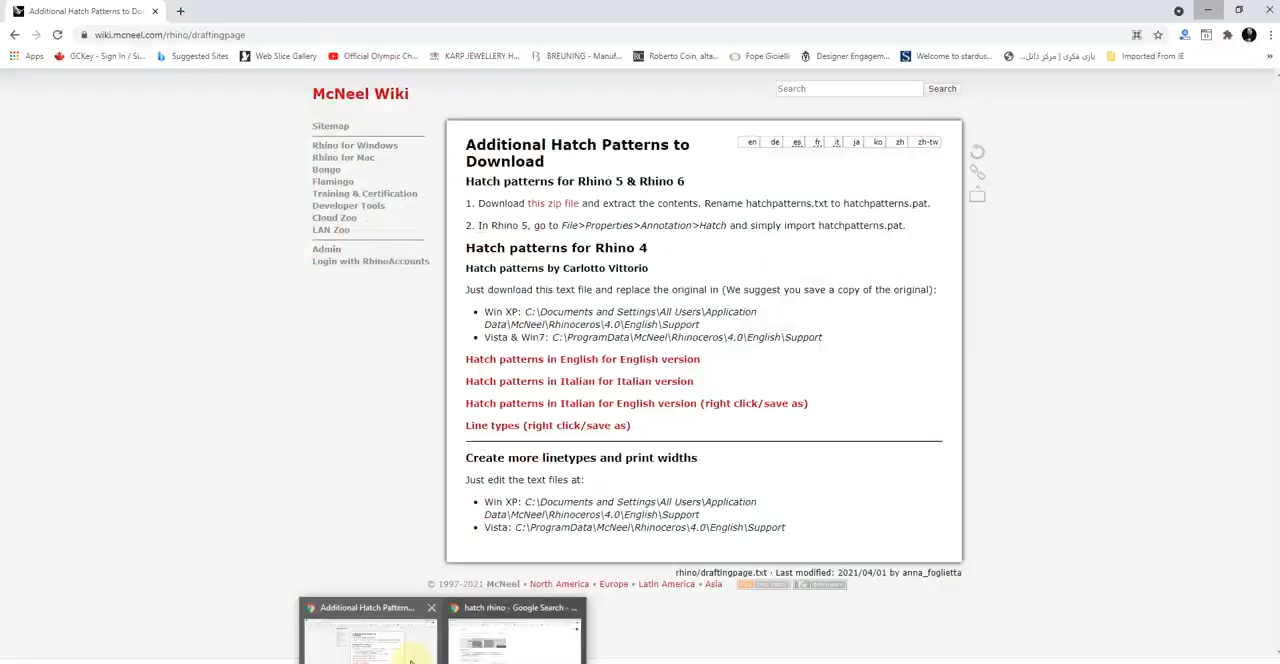 Additional Hatch Patterns to Do
wiki.mcneel.com/rhino/draftingpage
Apps
GCKey - Sign In / Si...
Suggested Sites
Web Slice Gallery
Official Olympic Ch...
KARP JEWELLERY H...
BREUNING - Manuf...
Roberto Coin, alta...
Fope Gioielli
Designer Engagem...
Welcome to stardus...
بازی فکری | مرکز دانل...
Imported From IE
»
McNeel Wiki
Search
Search
Sitemap
Rhino for Windows
Rhino for Mac
Bongo
Flamingo
Training & Certification
Developer Tools
Cloud Zoo
LAN Zoo
Admin
Login with RhinoAccounts
Additional Hatch Patterns to
Download
en de es fr it ja ko zh zh-tw
Hatch patterns for Rhino 5 & Rhino 6
1. Download this zip file and extract the contents. Rename hatchpatterns.txt to hatchpatterns.pat.
2. In Rhino 5, go to File>Properties>Annotation>Hatch and simply import hatchpatterns.pat.
Hatch patterns for Rhino 4
Hatch patterns by Carlotto Vittorio
Just download this text file and replace the original in (We suggest you save a copy of the original):
• Win XP: C:\Documents and Settings\All Users\Application
Data\McNeel\Rhinoceros\4.0\English\Support
• Vista & Win7: C:\ProgramData\McNeel\Rhinoceros\4.0\English\Support
Hatch patterns in English for English version
Hatch patterns in Italian for Italian version
Hatch patterns in Italian for English version (right click/save as)
Line types (right click/save as)
Create more linetypes and print widths
Just edit the text files at:
• Win XP: C:\Documents and Settings\All Users\Application
Data\McNeel\Rhinoceros\4.0\English\Support
• Vista: C:\ProgramData\McNeel\Rhinoceros\4.0\English\Support
rhino/draftingpage.txt · Last modified: 2021/04/01 by anna_foglietta
© 1997-2021 McNeel • North America • Europe • Latin America • Asia
Additional Hatch Pattern...
hatch rhino - Google Search - ...